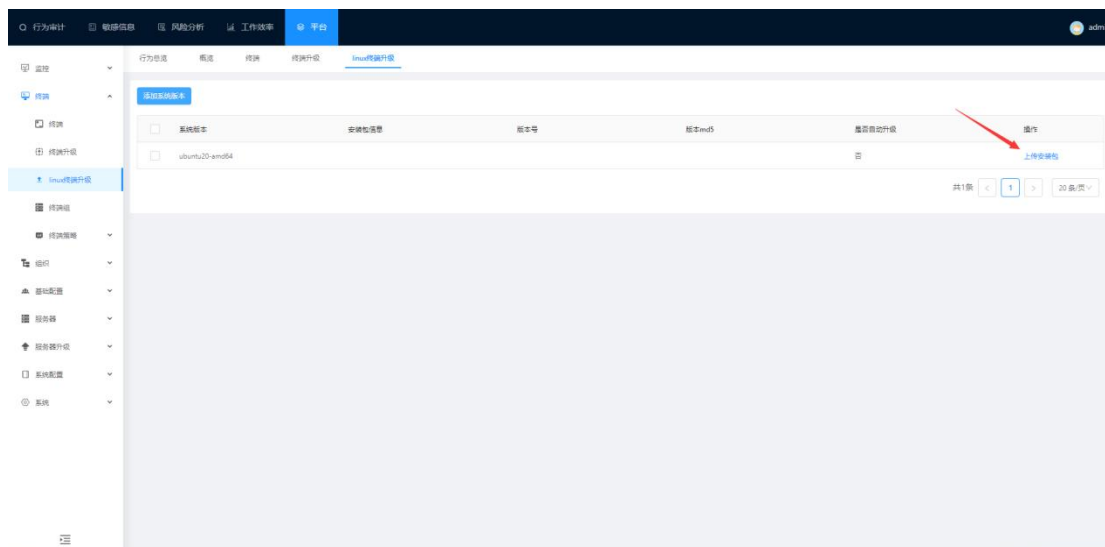 行为审计 敏感信息 风险分析 工作效率 平台 adm
行为总览 概览 终端 终端升级 linux终端升级
监控
终端
终端
终端升级
linux终端升级
终端组
终端策略
组织
基础配置
服务器
服务器升级
系统配置
系统
添加系统版本
系统版本 安装包信息 版本号 版本md5 是否自动升级 操作
ubuntu20-amd64 否 上传安装包
共1条 < 1 > 20 条/页